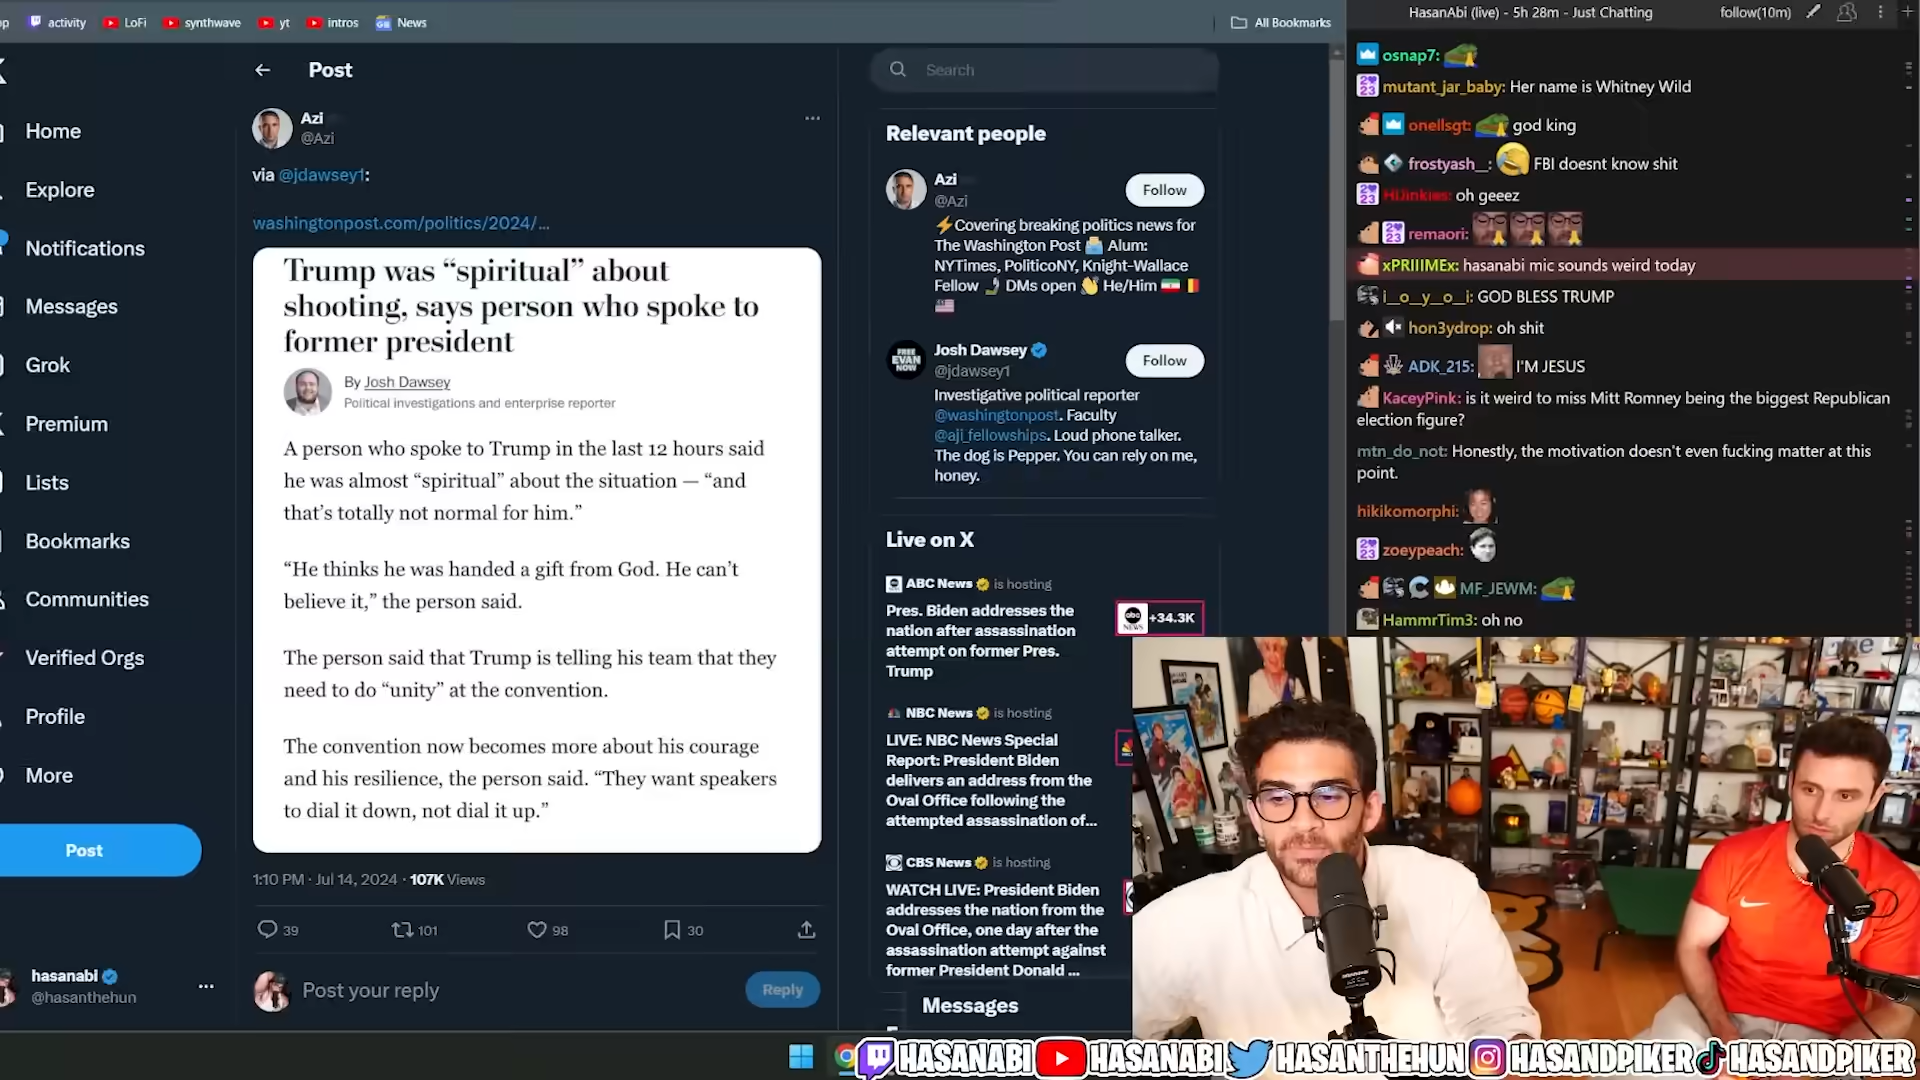 activity
LoFi
synthwave
yt
intros
News
All Bookmarks
HasanAbi (live) - 5h 28m - Just Chatting
follow(10m)
Home
Explore
Notifications
Messages
Grok
Premium
Lists
Bookmarks
Communities
Verified Orgs
Profile
More
Post
hasanabi
@hasanthehun
Post
Azi
@Azi
via @jdawsey1:
washingtonpost.com/politics/2024/...
Trump was “spiritual” about
shooting, says person who spoke to
former president
By Josh Dawsey
Political investigations and enterprise reporter
A person who spoke to Trump in the last 12 hours said
he was almost “spiritual” about the situation — “and
that’s totally not normal for him.”
“He thinks he was handed a gift from God. He can’t
believe it,” the person said.
The person said that Trump is telling his team that they
need to do “unity” at the convention.
The convention now becomes more about his courage
and his resilience, the person said. “They want speakers
to dial it down, not dial it up.”
1:10 PM · Jul 14, 2024 · 107K Views
39
101
98
30
Post your reply
Reply
Search
Relevant people
Azi
@Azi
Follow
⚡Covering breaking politics news for
The Washington Post 📫 Alum:
NYTimes, PoliticoNY, Knight-Wallace
Fellow 🤳 DMs open 👋 He/Him 🇮🇷 🇧🇪
🇺🇸
Josh Dawsey
@jdawsey1
Follow
FREE
EVAN
NOW
Investigative political reporter
@washingtonpost. Faculty
@aji_fellowships. Loud phone talker.
The dog is Pepper. You can rely on me,
honey.
Live on X
ABC News is hosting
Pres. Biden addresses the
nation after assassination
attempt on former Pres.
Trump
abc
NEWS
+34.3K
NBC News is hosting
LIVE: NBC News Special
Report: President Biden
delivers an address from the
Oval Office following the
attempted assassination of...
CBS News is hosting
WATCH LIVE: President Biden
addresses the nation from the
Oval Office, one day after the
assassination attempt against
former President Donald ...
Messages
osnap7:
mutant_jar_baby: Her name is Whitney Wild
onellsgt: god king
frostyash_: FBI doesnt know shit
HiJinkies: oh geeez
remaori:
xPRIIIMEx: hasanabi mic sounds weird today
i__o__y__o__i: GOD BLESS TRUMP
hon3ydrop: oh shit
ADK_215: I'M JESUS
KaceyPink: is it weird to miss Mitt Romney being the biggest Republican
election figure?
mtn_do_not: Honestly, the motivation doesn't even fucking matter at this
point.
hikikomorphi:
zoeypeach:
MF_JEWM:
HammrTim3: oh no
HASANABI
HASANABI
HASANTHEHUN
HASANDPIKER
HASANDPIKER